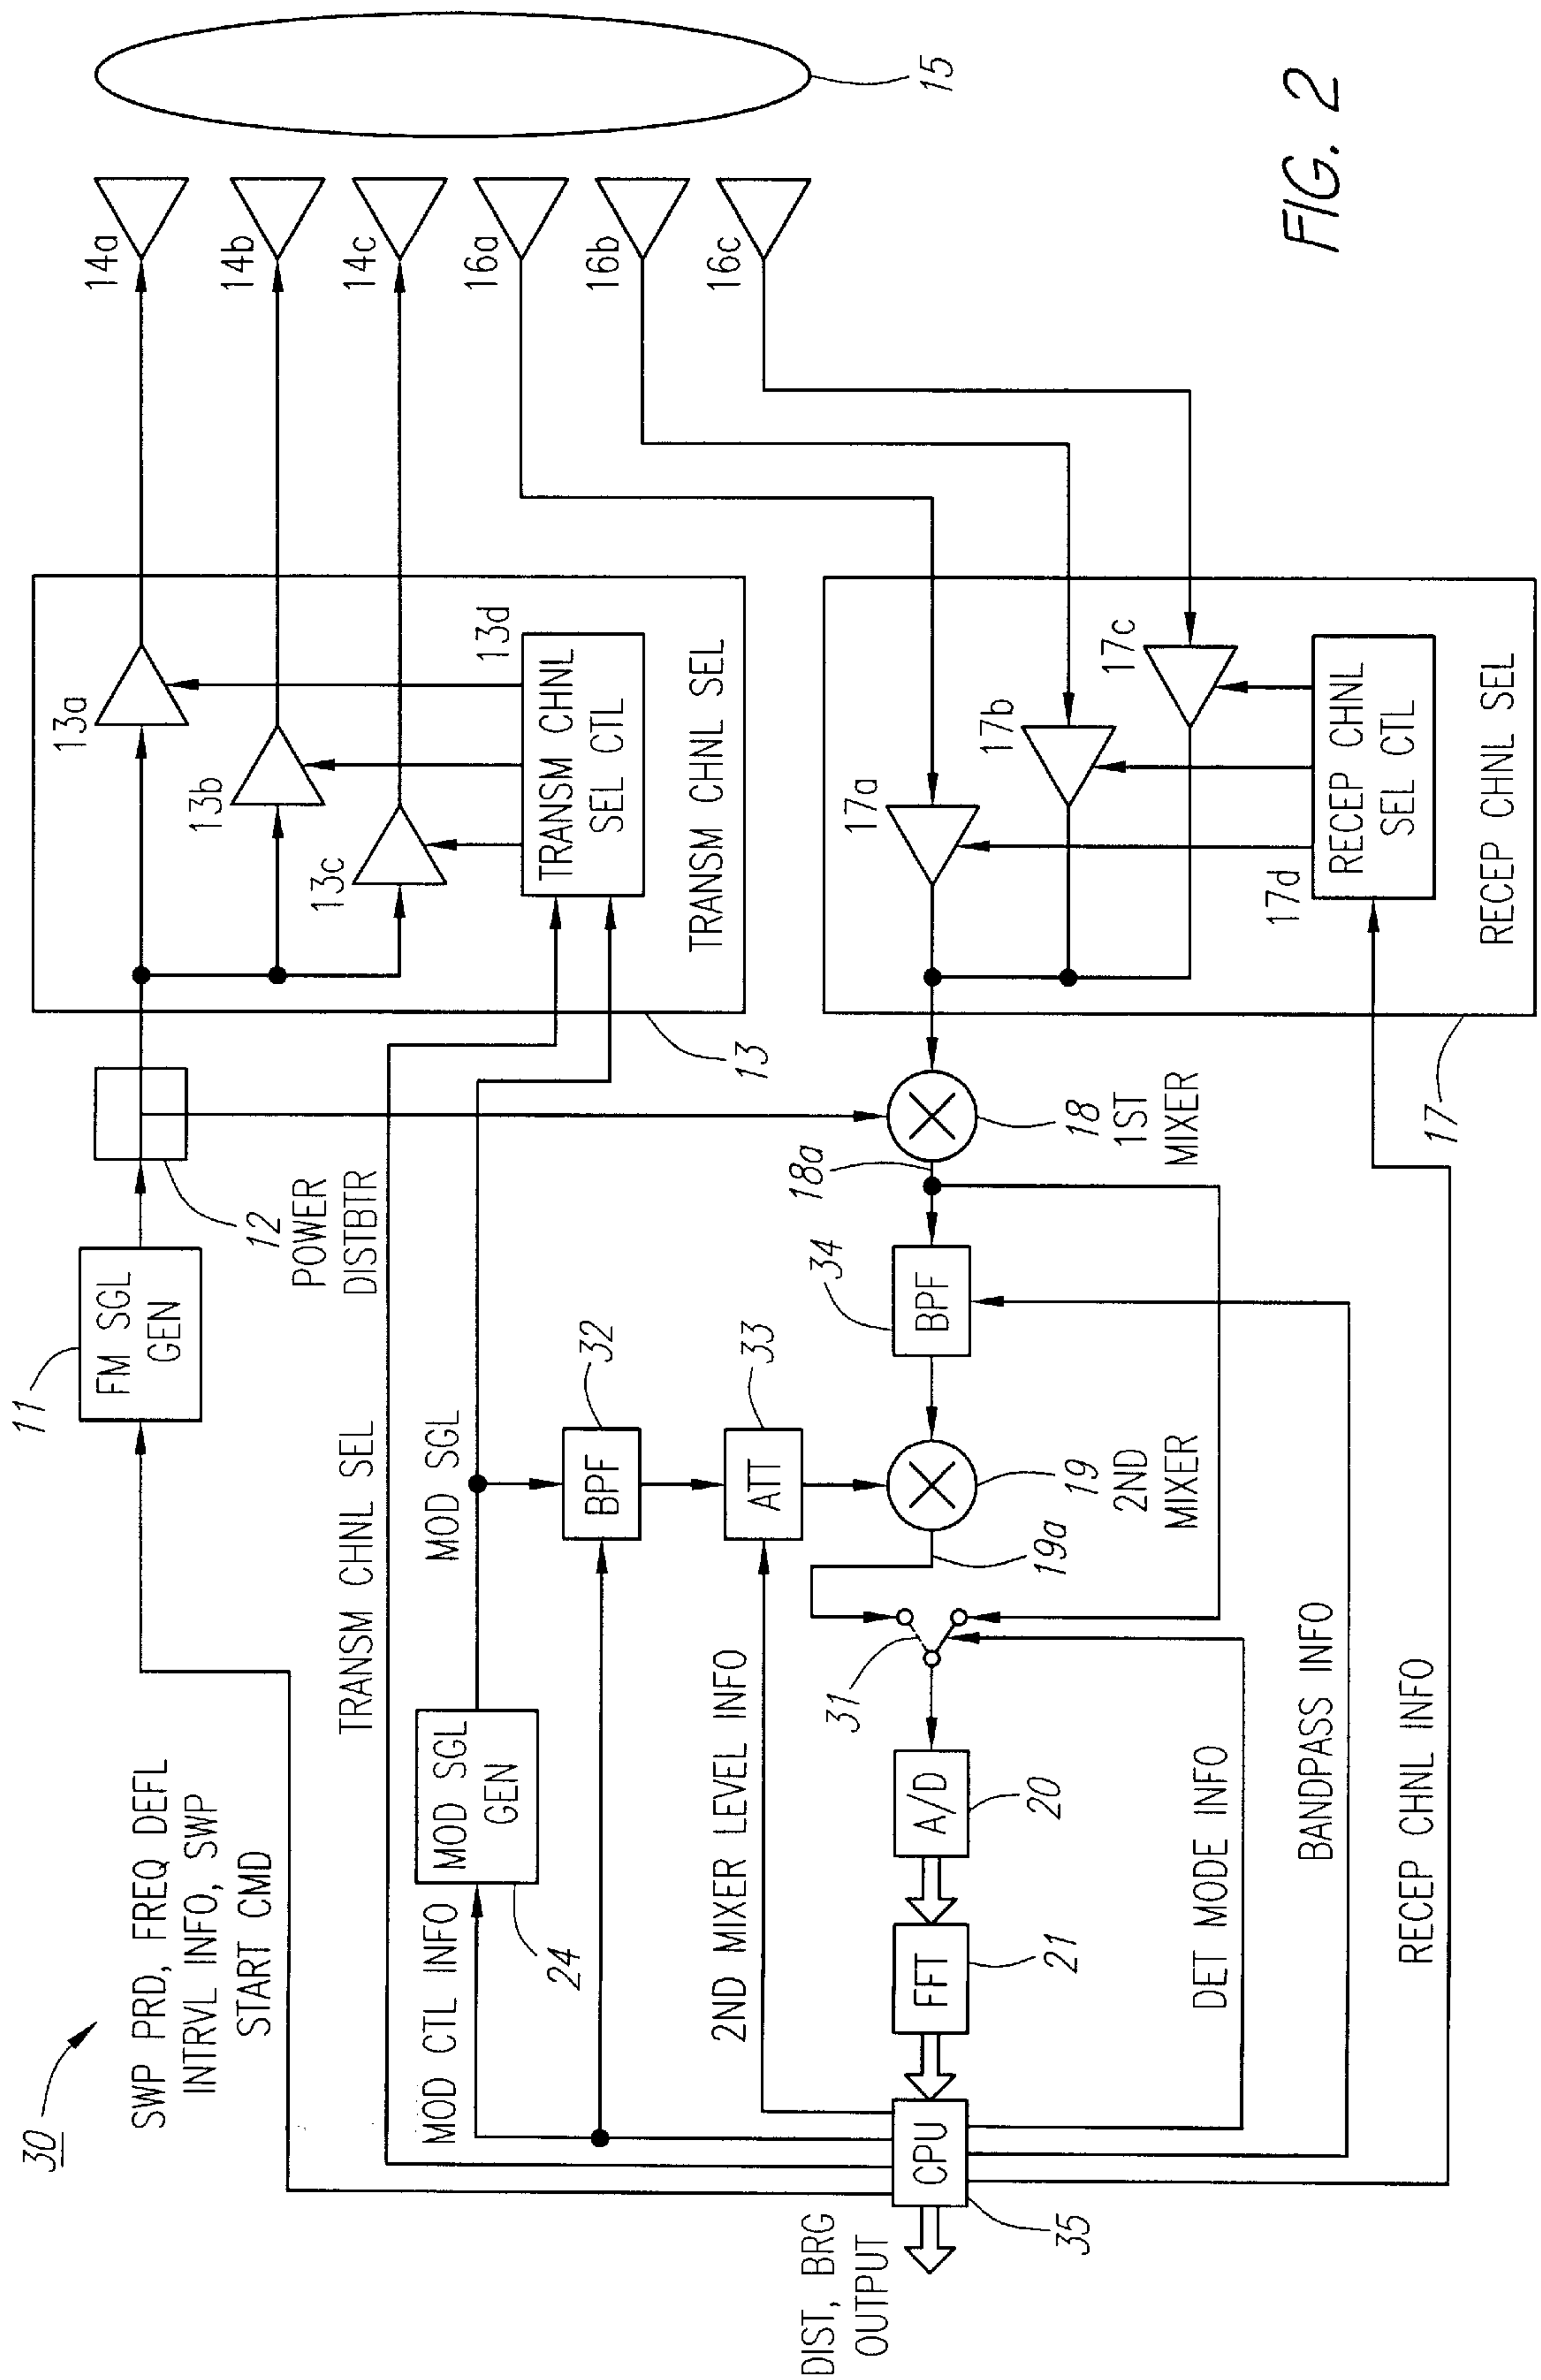 30
SWP PRD, FREQ DEFL
INTRVL INFO, SWP
START CMD
11
FM SGL
GEN
12
POWER
DISTBTR
13a
13b
13c
13d
TRANSM CHNL
SEL CTL
TRANSM CHNL SEL
13
14a
14b
14c
16a
16b
16c
15
TRANSM CHNL SEL
MOD CTL INFO
MOD SGL
GEN
24
MOD SGL
BPF
32
2ND MIXER LEVEL INFO
ATT
33
DIST, BRG
OUTPUT
CPU
35
FFT
21
A/D
20
31
19a
19
2ND
MIXER
BPF
34
18a
18
1ST
MIXER
17a
17b
17c
17d
RECEP CHNL
SEL CTL
RECEP CHNL SEL
17
DET MODE INFO
BANDPASS INFO
RECEP CHNL INFO
FIG. 2